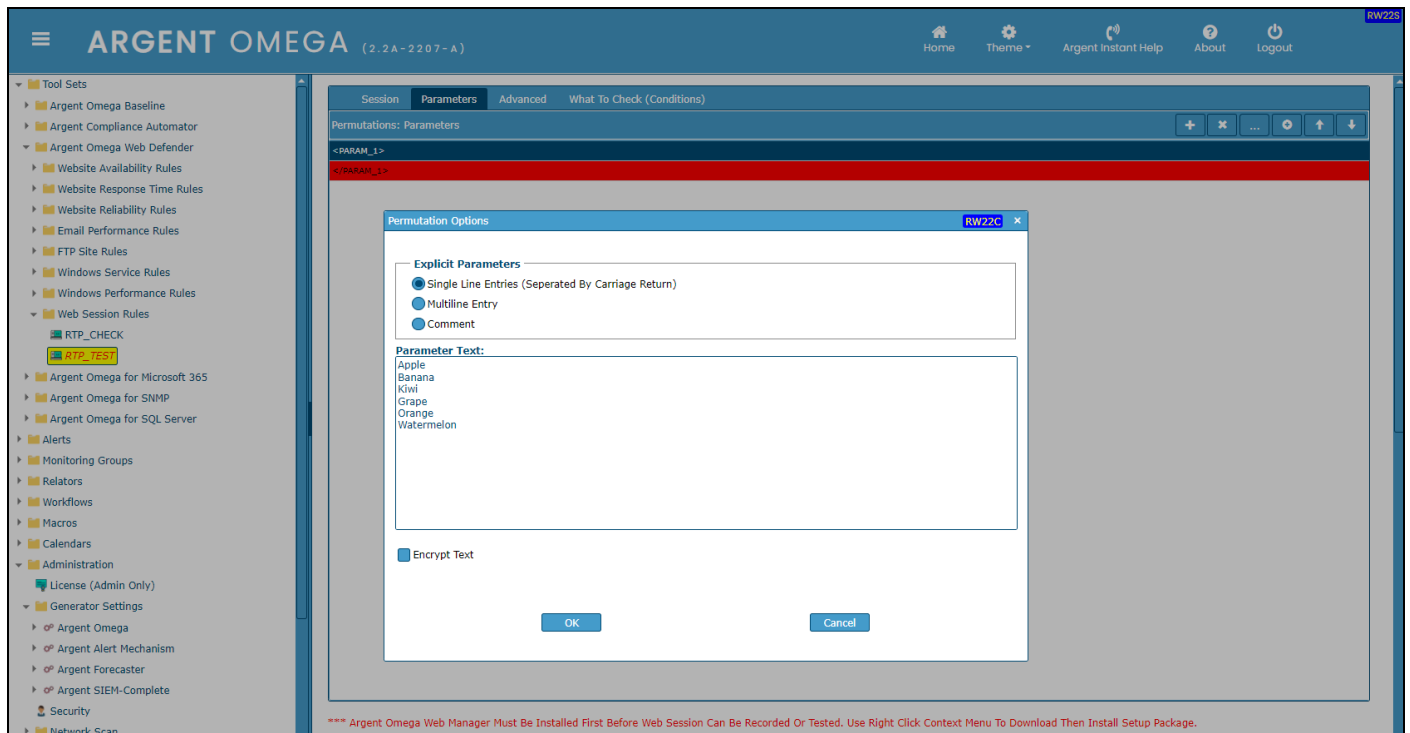 RW22S
ARGENT OMEGA (2.2A-2207-A)
Home
Theme
Argent Instant Help
About
Logout
Tool Sets
Argent Omega Baseline
Argent Compliance Automator
Argent Omega Web Defender
Website Availability Rules
Website Response Time Rules
Website Reliability Rules
Email Performance Rules
FTP Site Rules
Windows Service Rules
Windows Performance Rules
Web Session Rules
RTP_CHECK
RTP_TEST
Argent Omega for Microsoft 365
Argent Omega for SNMP
Argent Omega for SQL Server
Alerts
Monitoring Groups
Relators
Workflows
Macros
Calendars
Administration
License (Admin Only)
Generator Settings
Argent Omega
Argent Alert Mechanism
Argent Forecaster
Argent SIEM-Complete
Security
Network Scan
Session Parameters Advanced What To Check (Conditions)
Permutations: Parameters
...
<PARAM_1>
</PARAM_1>
Permutation Options RW22C ×
Explicit Parameters
Single Line Entries (Seperated By Carriage Return)
Multiline Entry
Comment
Parameter Text:
Apple
Banana
Kiwi
Grape
Orange
Watermelon
Encrypt Text
OK Cancel
*** Argent Omega Web Manager Must Be Installed First Before Web Session Can Be Recorded Or Tested. Use Right Click Context Menu To Download Then Install Setup Package.